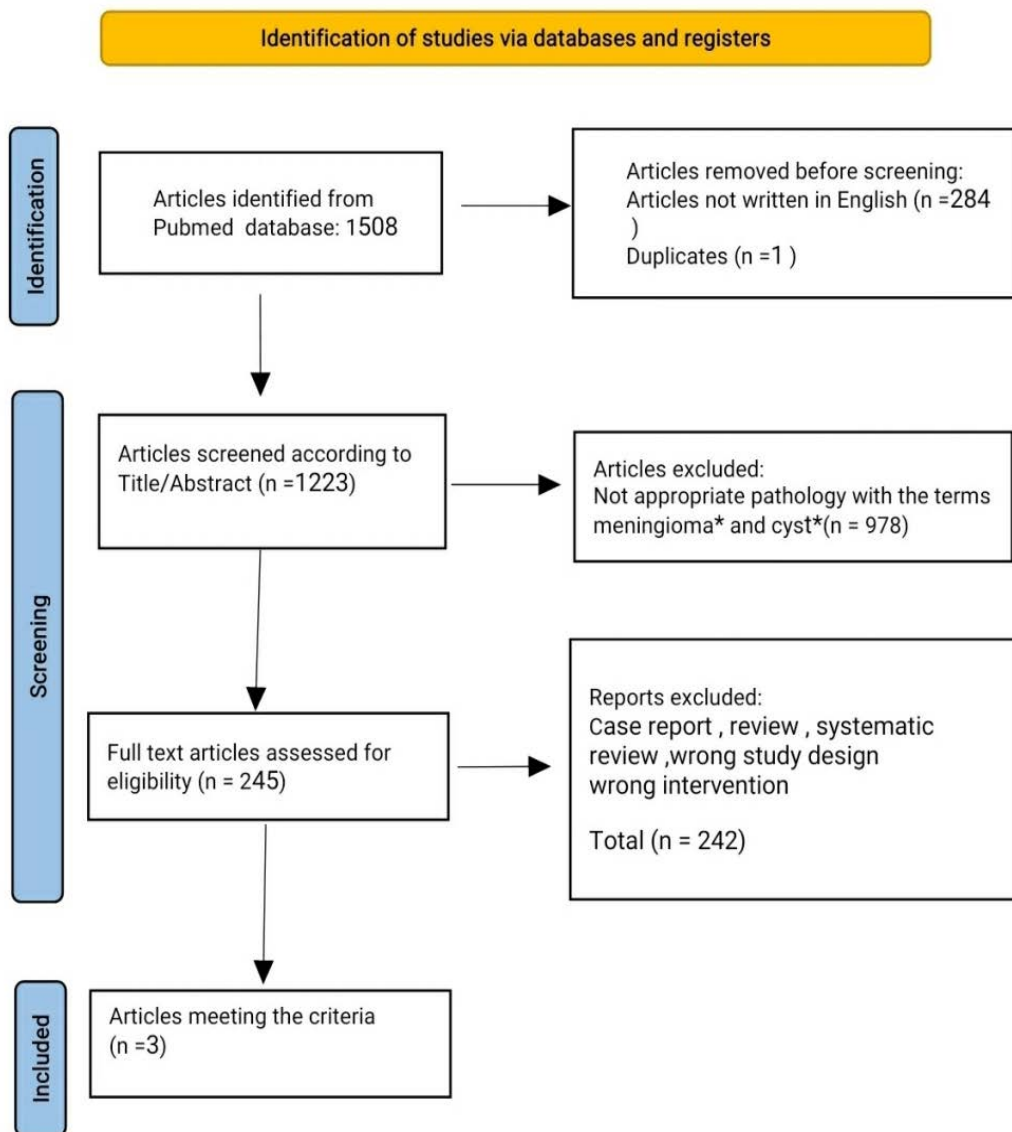 Identification of studies via databases and registers
Identification
Articles identified from
Pubmed database: 1508
Articles removed before screening:
Articles not written in English (n =284
)
Duplicates (n =1 )
Screening
Articles screened according to
Title/Abstract (n =1223)
Articles excluded:
Not appropriate pathology with the terms
meningioma* and cyst*(n = 978)
Full text articles assessed for
eligibility (n = 245)
Reports excluded:
Case report , review , systematic
review ,wrong study design
wrong intervention
Total (n = 242)
Included
Articles meeting the criteria
(n =3)